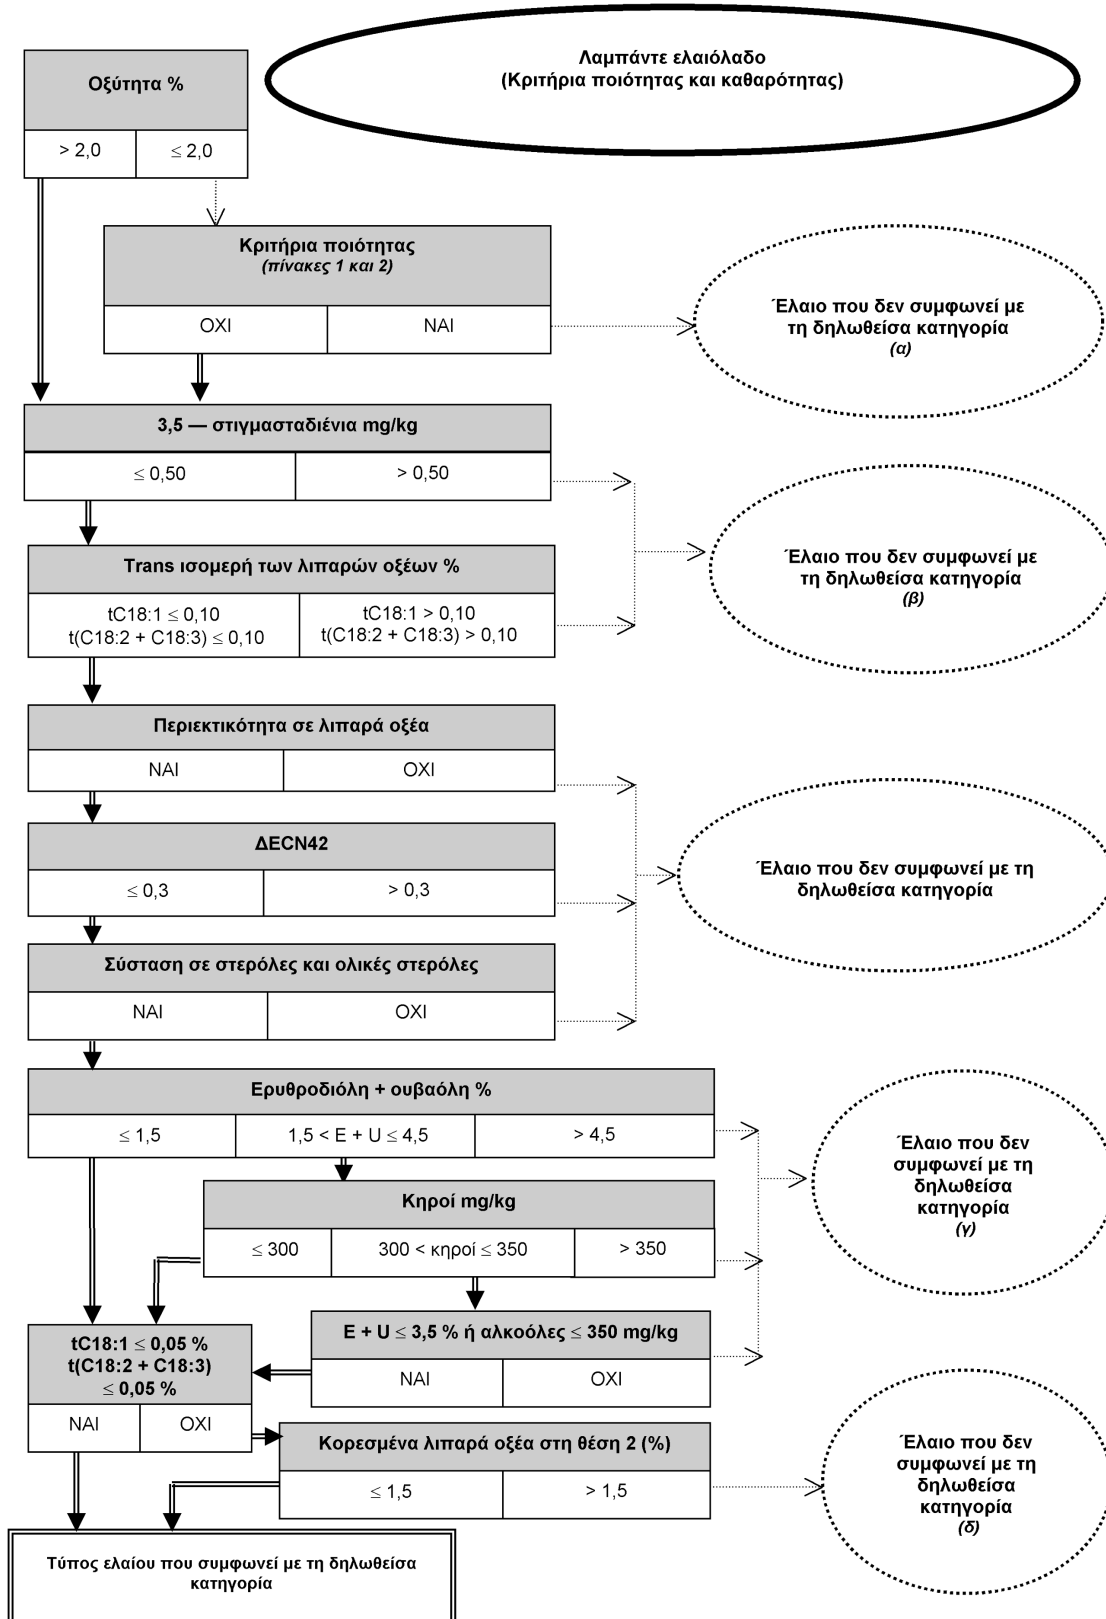 Λαμπάντε ελαιόλαδο
(Κριτήρια ποιότητας και καθαρότητας)
Οξύτητα %
> 2,0
≤ 2,0
Κριτήρια ποιότητας
(πίνακες 1 και 2)
ΟΧΙ
ΝΑΙ
Έλαιο που δεν συμφωνεί με
τη δηλωθείσα κατηγορία
(α)
3,5 — στιγμασταδιένια mg/kg
≤ 0,50
> 0,50
Trans ισομερή των λιπαρών οξέων %
tC18:1 ≤ 0,10
t(C18:2 + C18:3) ≤ 0,10
tC18:1 > 0,10
t(C18:2 + C18:3) > 0,10
Έλαιο που δεν συμφωνεί με
τη δηλωθείσα κατηγορία
(β)
Περιεκτικότητα σε λιπαρά οξέα
ΝΑΙ
ΟΧΙ
ΔECN42
≤ 0,3
> 0,3
Έλαιο που δεν συμφωνεί με τη
δηλωθείσα κατηγορία
Σύσταση σε στερόλες και ολικές στερόλες
ΝΑΙ
ΟΧΙ
Ερυθροδιόλη + ουβαόλη %
≤ 1,5
1,5 < E + U ≤ 4,5
> 4,5
Έλαιο που δεν
συμφωνεί με τη
δηλωθείσα
κατηγορία
(γ)
Κηροί mg/kg
≤ 300
300 < κηροί ≤ 350
> 350
E + U ≤ 3,5 % ή αλκοόλες ≤ 350 mg/kg
ΝΑΙ
ΟΧΙ
tC18:1 ≤ 0,05 %
t(C18:2 + C18:3)
≤ 0,05 %
ΝΑΙ
ΟΧΙ
Κορεσμένα λιπαρά οξέα στη θέση 2 (%)
≤ 1,5
> 1,5
Έλαιο που δεν
συμφωνεί με τη
δηλωθείσα
κατηγορία
(δ)
Τύπος ελαίου που συμφωνεί με τη δηλωθείσα
κατηγορία